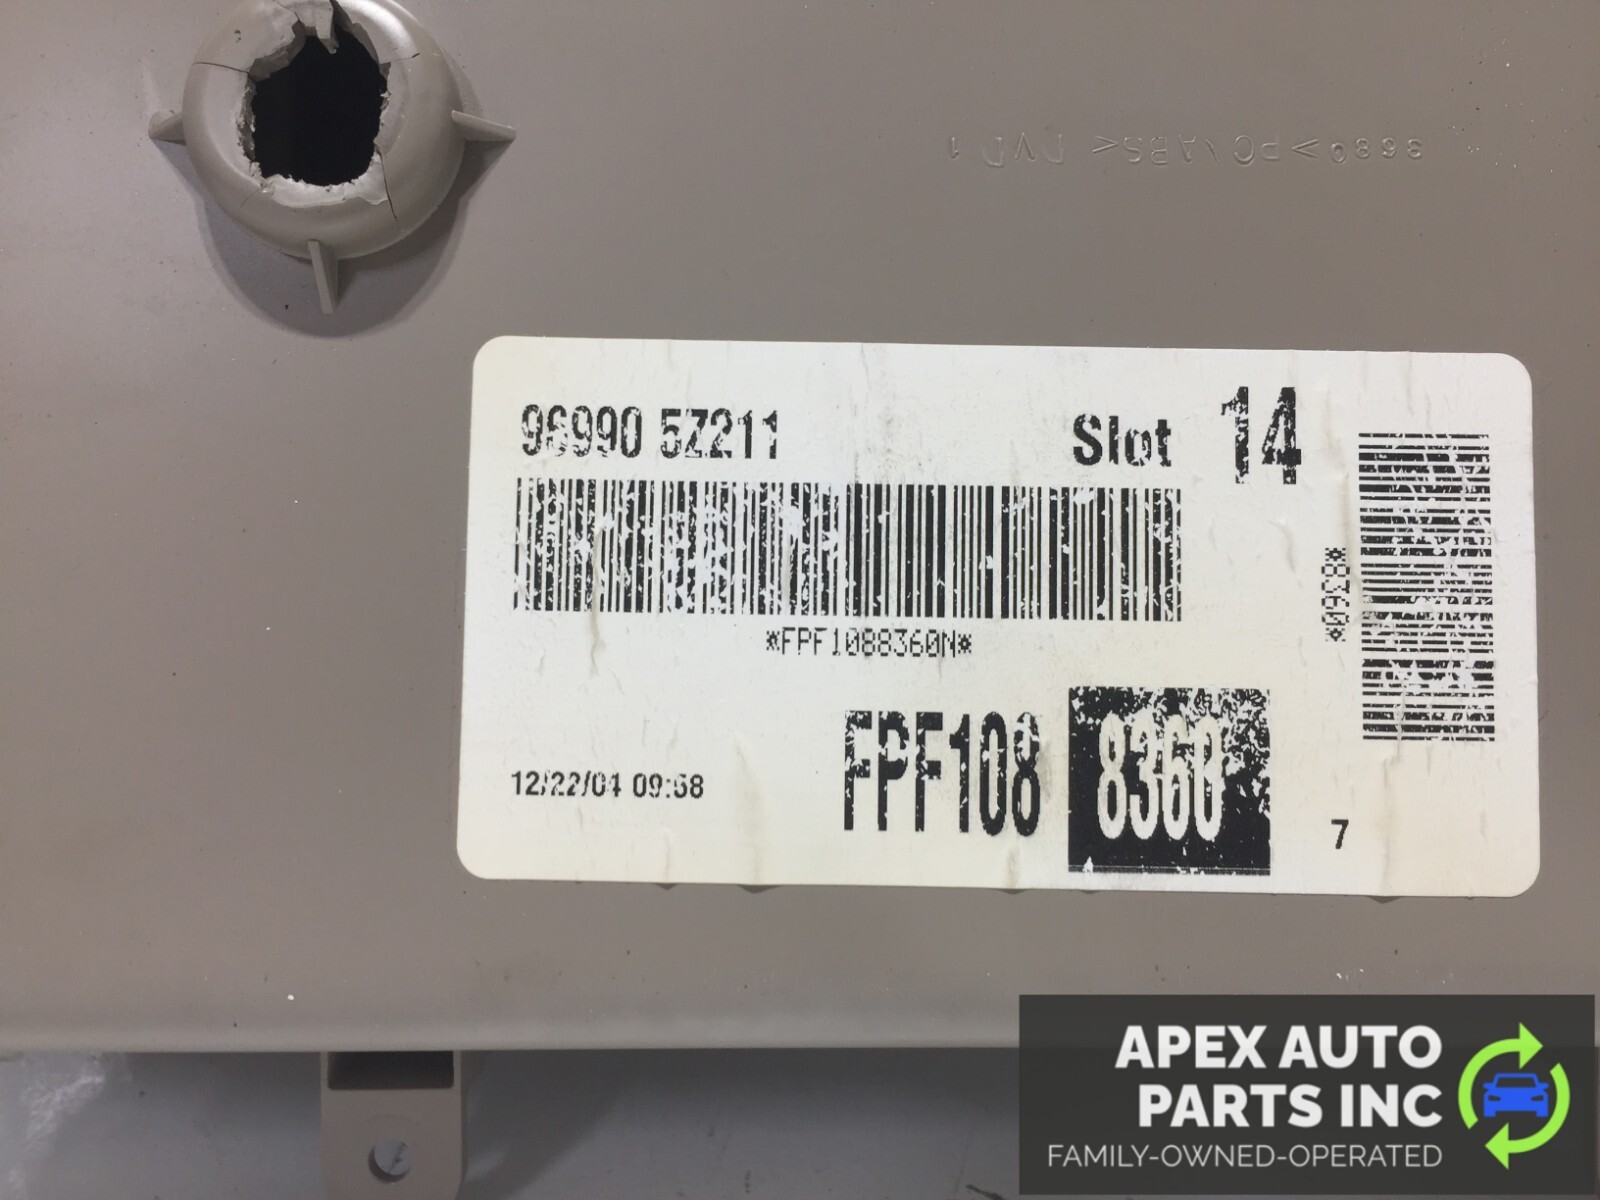 96990 5Z211
Slot 14
*FPF1088360N*
*8360*
12/22/04 09:58
FPF108 8360
7
APEX AUTO
PARTS INC
FAMILY-OWNED-OPERATED